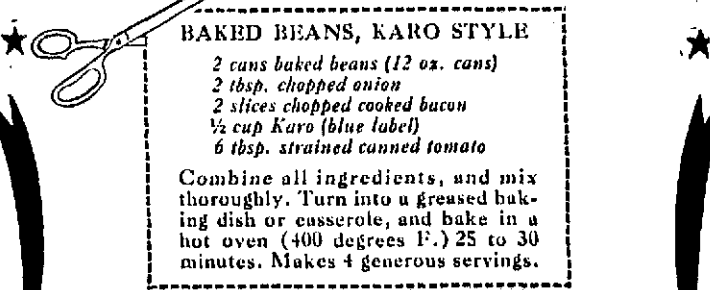 BAKED BEANS, KARO STYLE
2 cans baked beans (12 oz. cans)
2 tbsp. chopped onion
2 slices chopped cooked bacon
½ cup Karo (blue label)
6 tbsp. strained canned tomato
Combine all ingredients, and mix
thoroughly. Turn into a greased bak-
ing dish or casserole, and bake in a
hot oven (400 degrees F.) 25 to 30
minutes. Makes 4 generous servings.